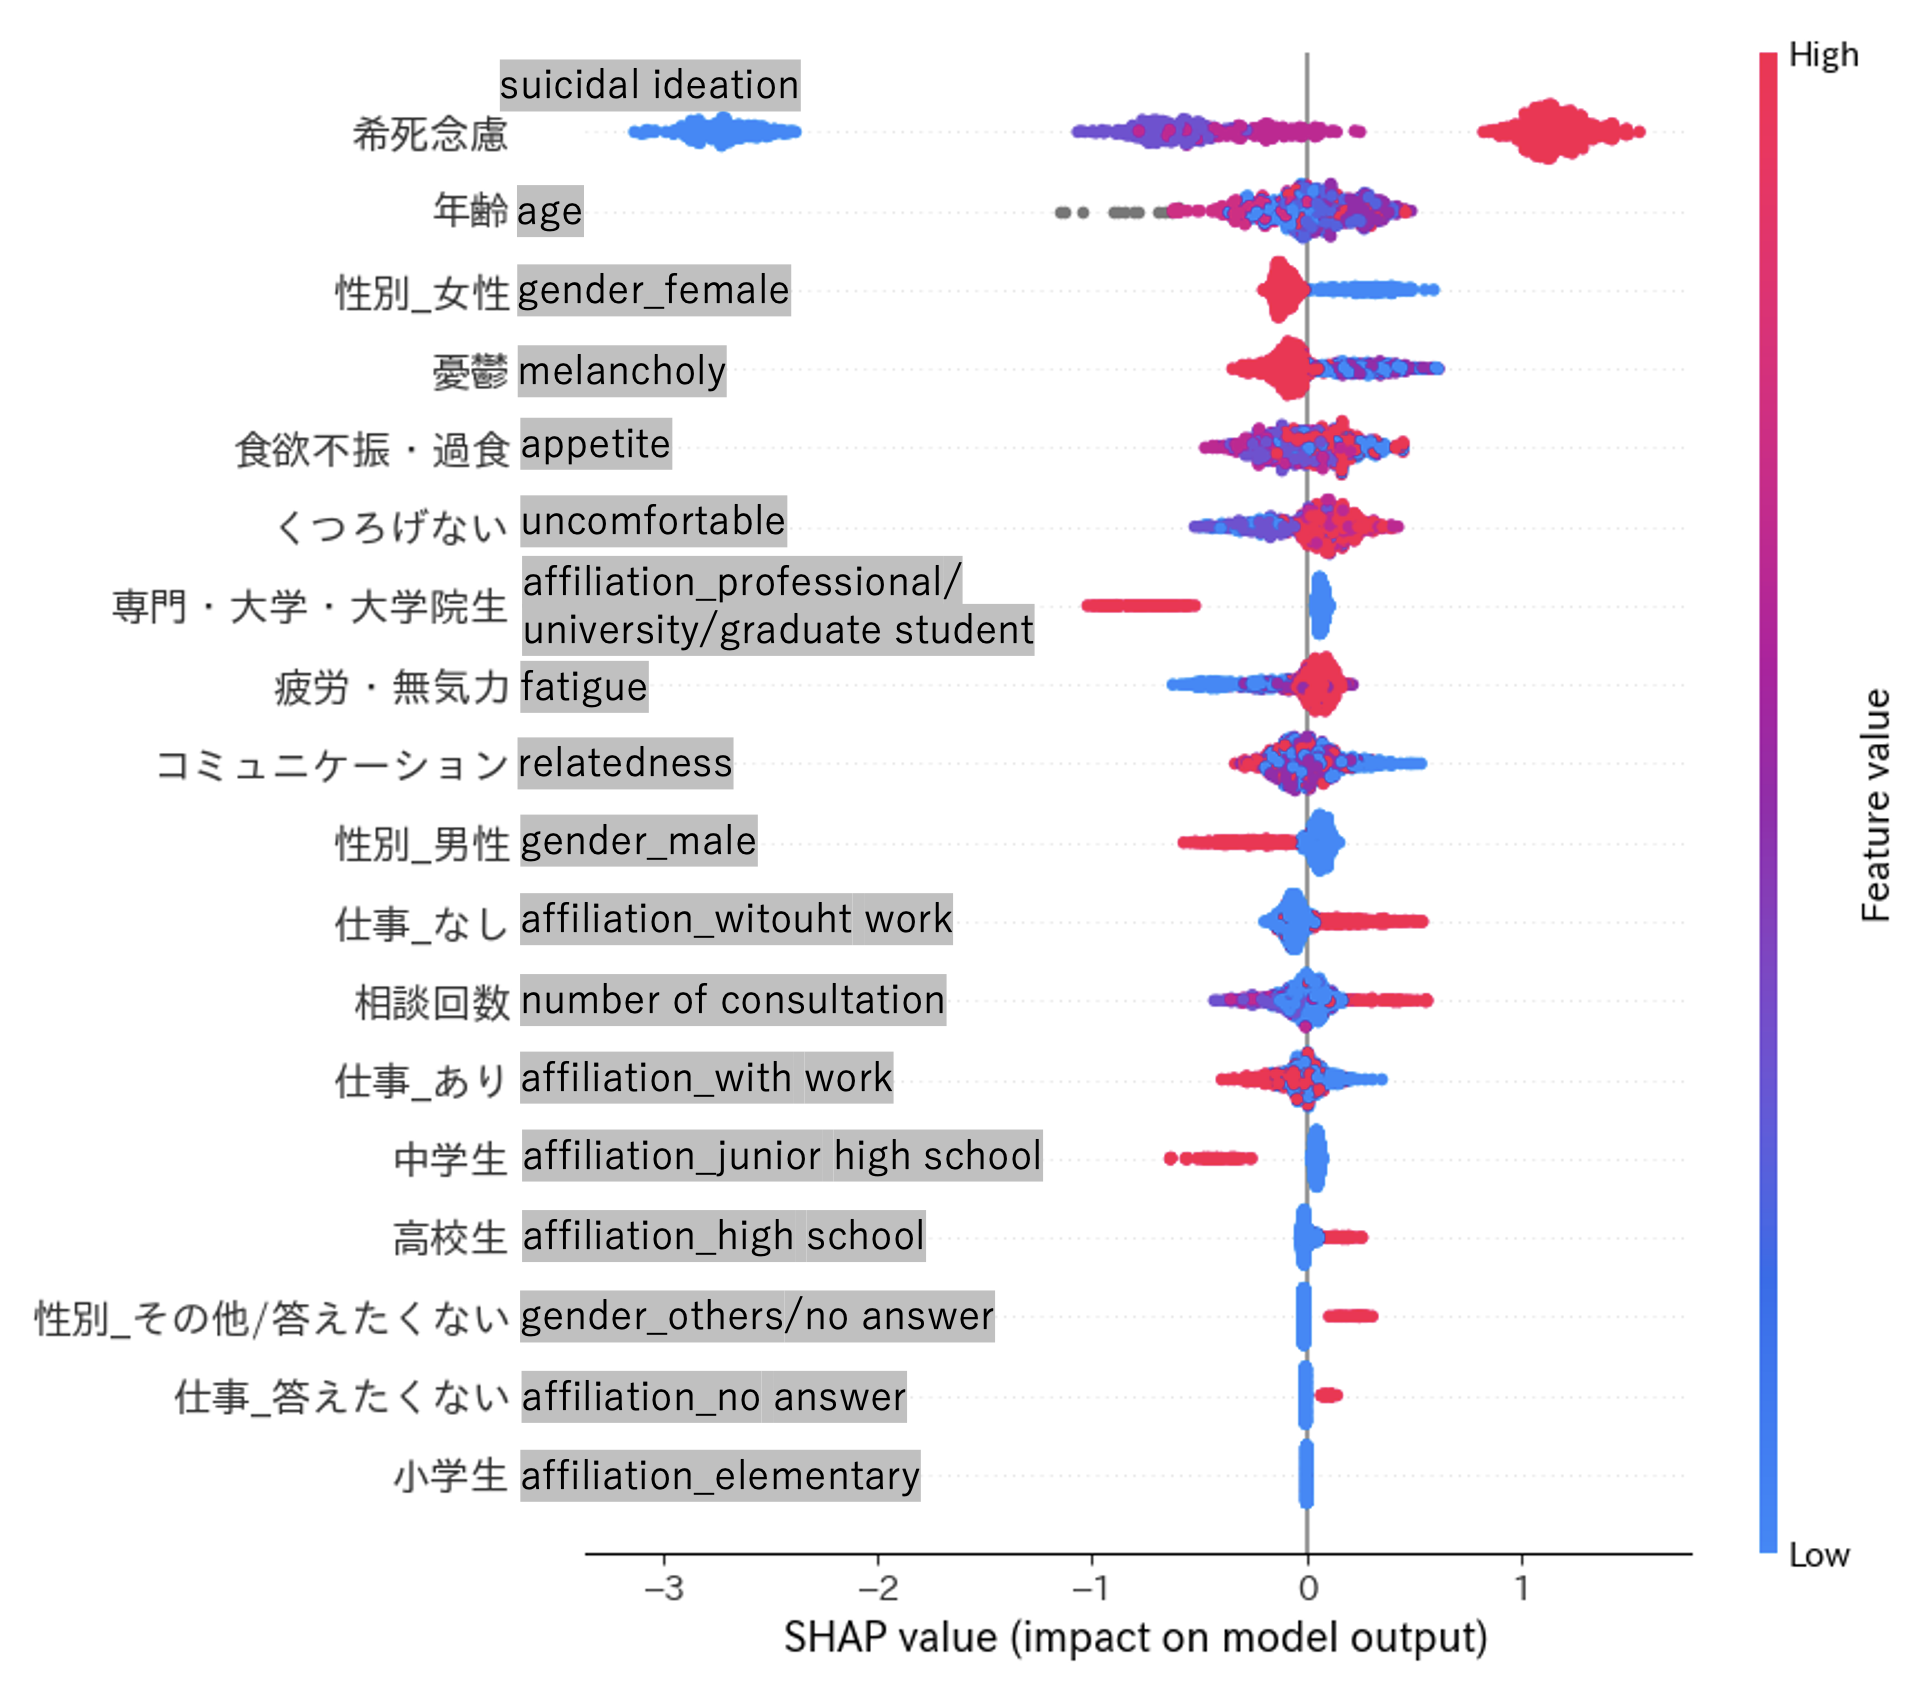 High
suicidal ideation
希死念慮
年齢 age
性別_女性 gender_female
憂鬱 melancholy
食欲不振・過食 appetite
くつろげない uncomfortable
affiliation_professional/
専門・大学・大学院生
university/graduate student
疲労・無気力 fatigue
コミュニケーション relatedness
性別_男性 gender_male
仕事_なし affiliation_witouht work
相談回数 number of consultation
仕事_あり affiliation_with work
中学生 affiliation_junior high school
高校生 affiliation_high school
性別_その他/答えたくない gender_others/no answer
仕事_答えたくない affiliation_no answer
小学生 affiliation_elementary
Low
Feature value
−3 −2 −1 0 1
SHAP value (impact on model output)